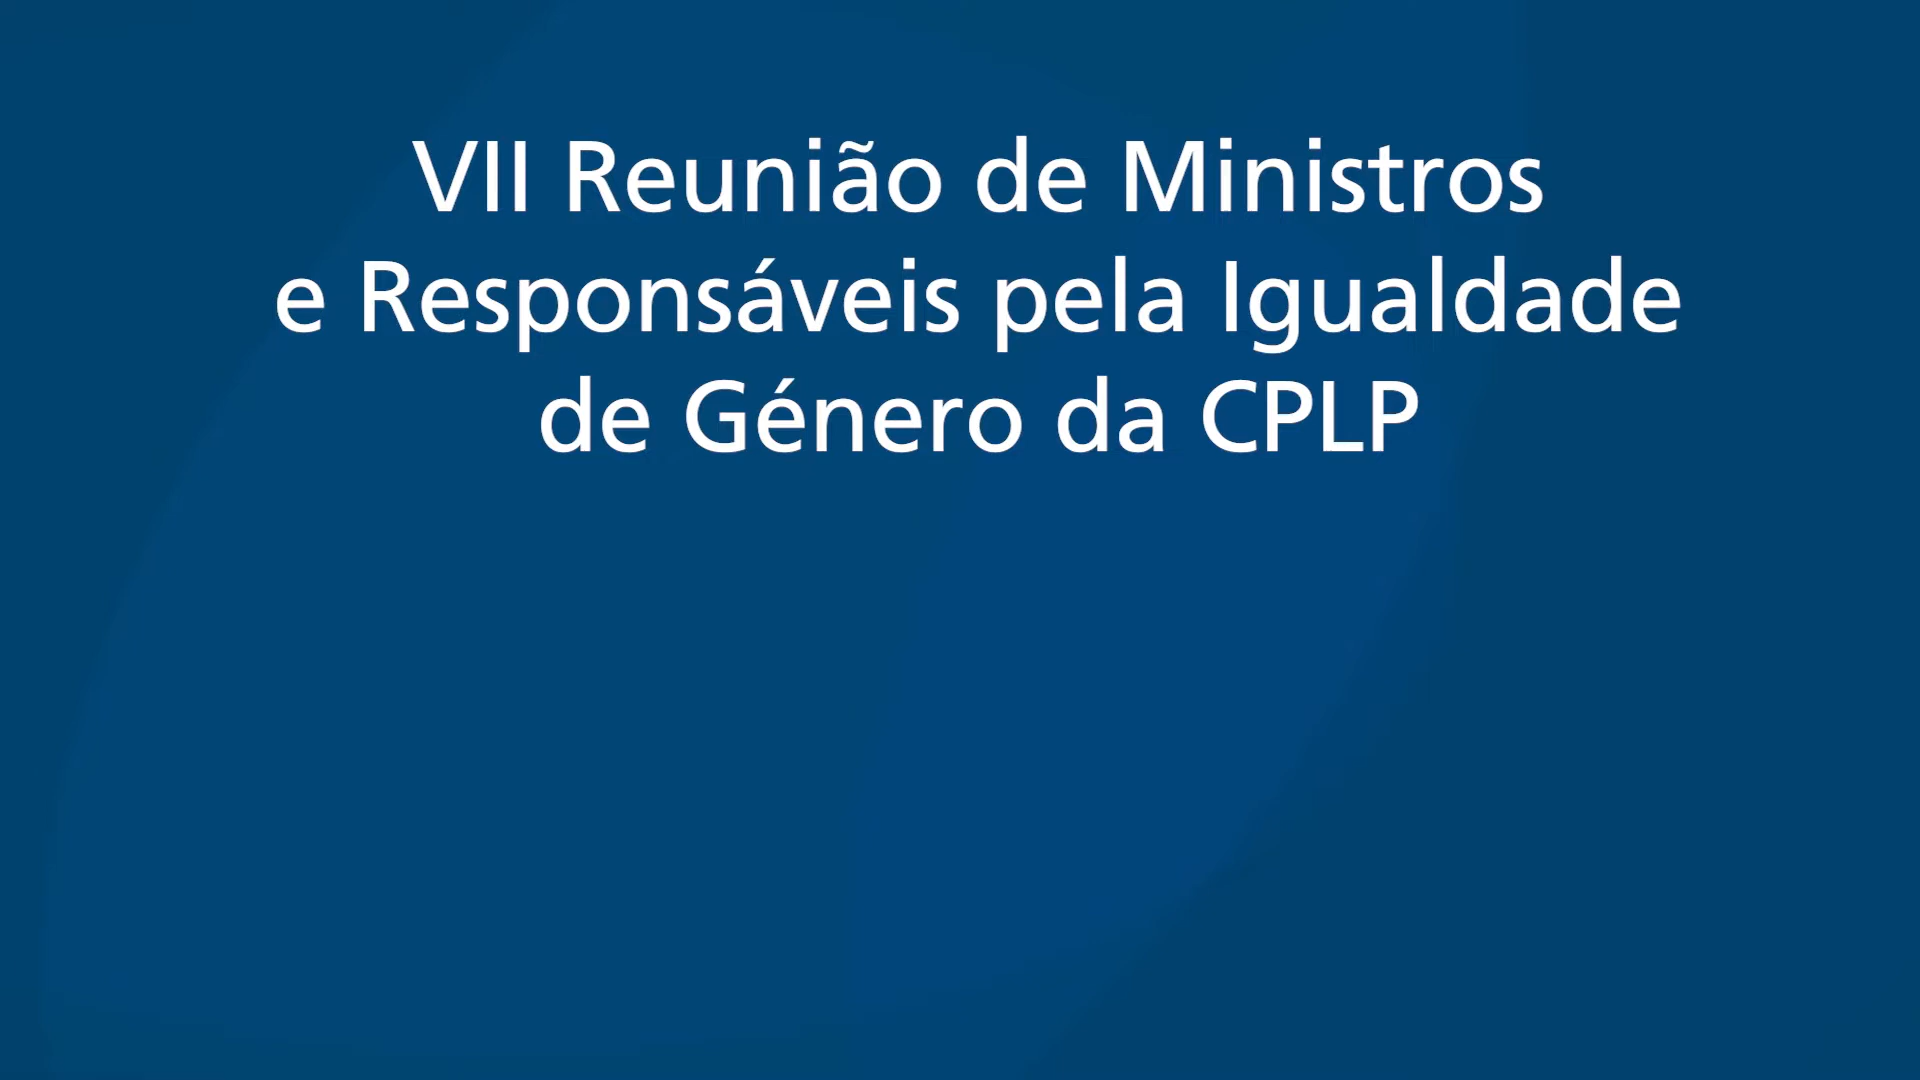 VII Reunião de Ministros
e Responsáveis pela Igualdade
de Género da CPLP